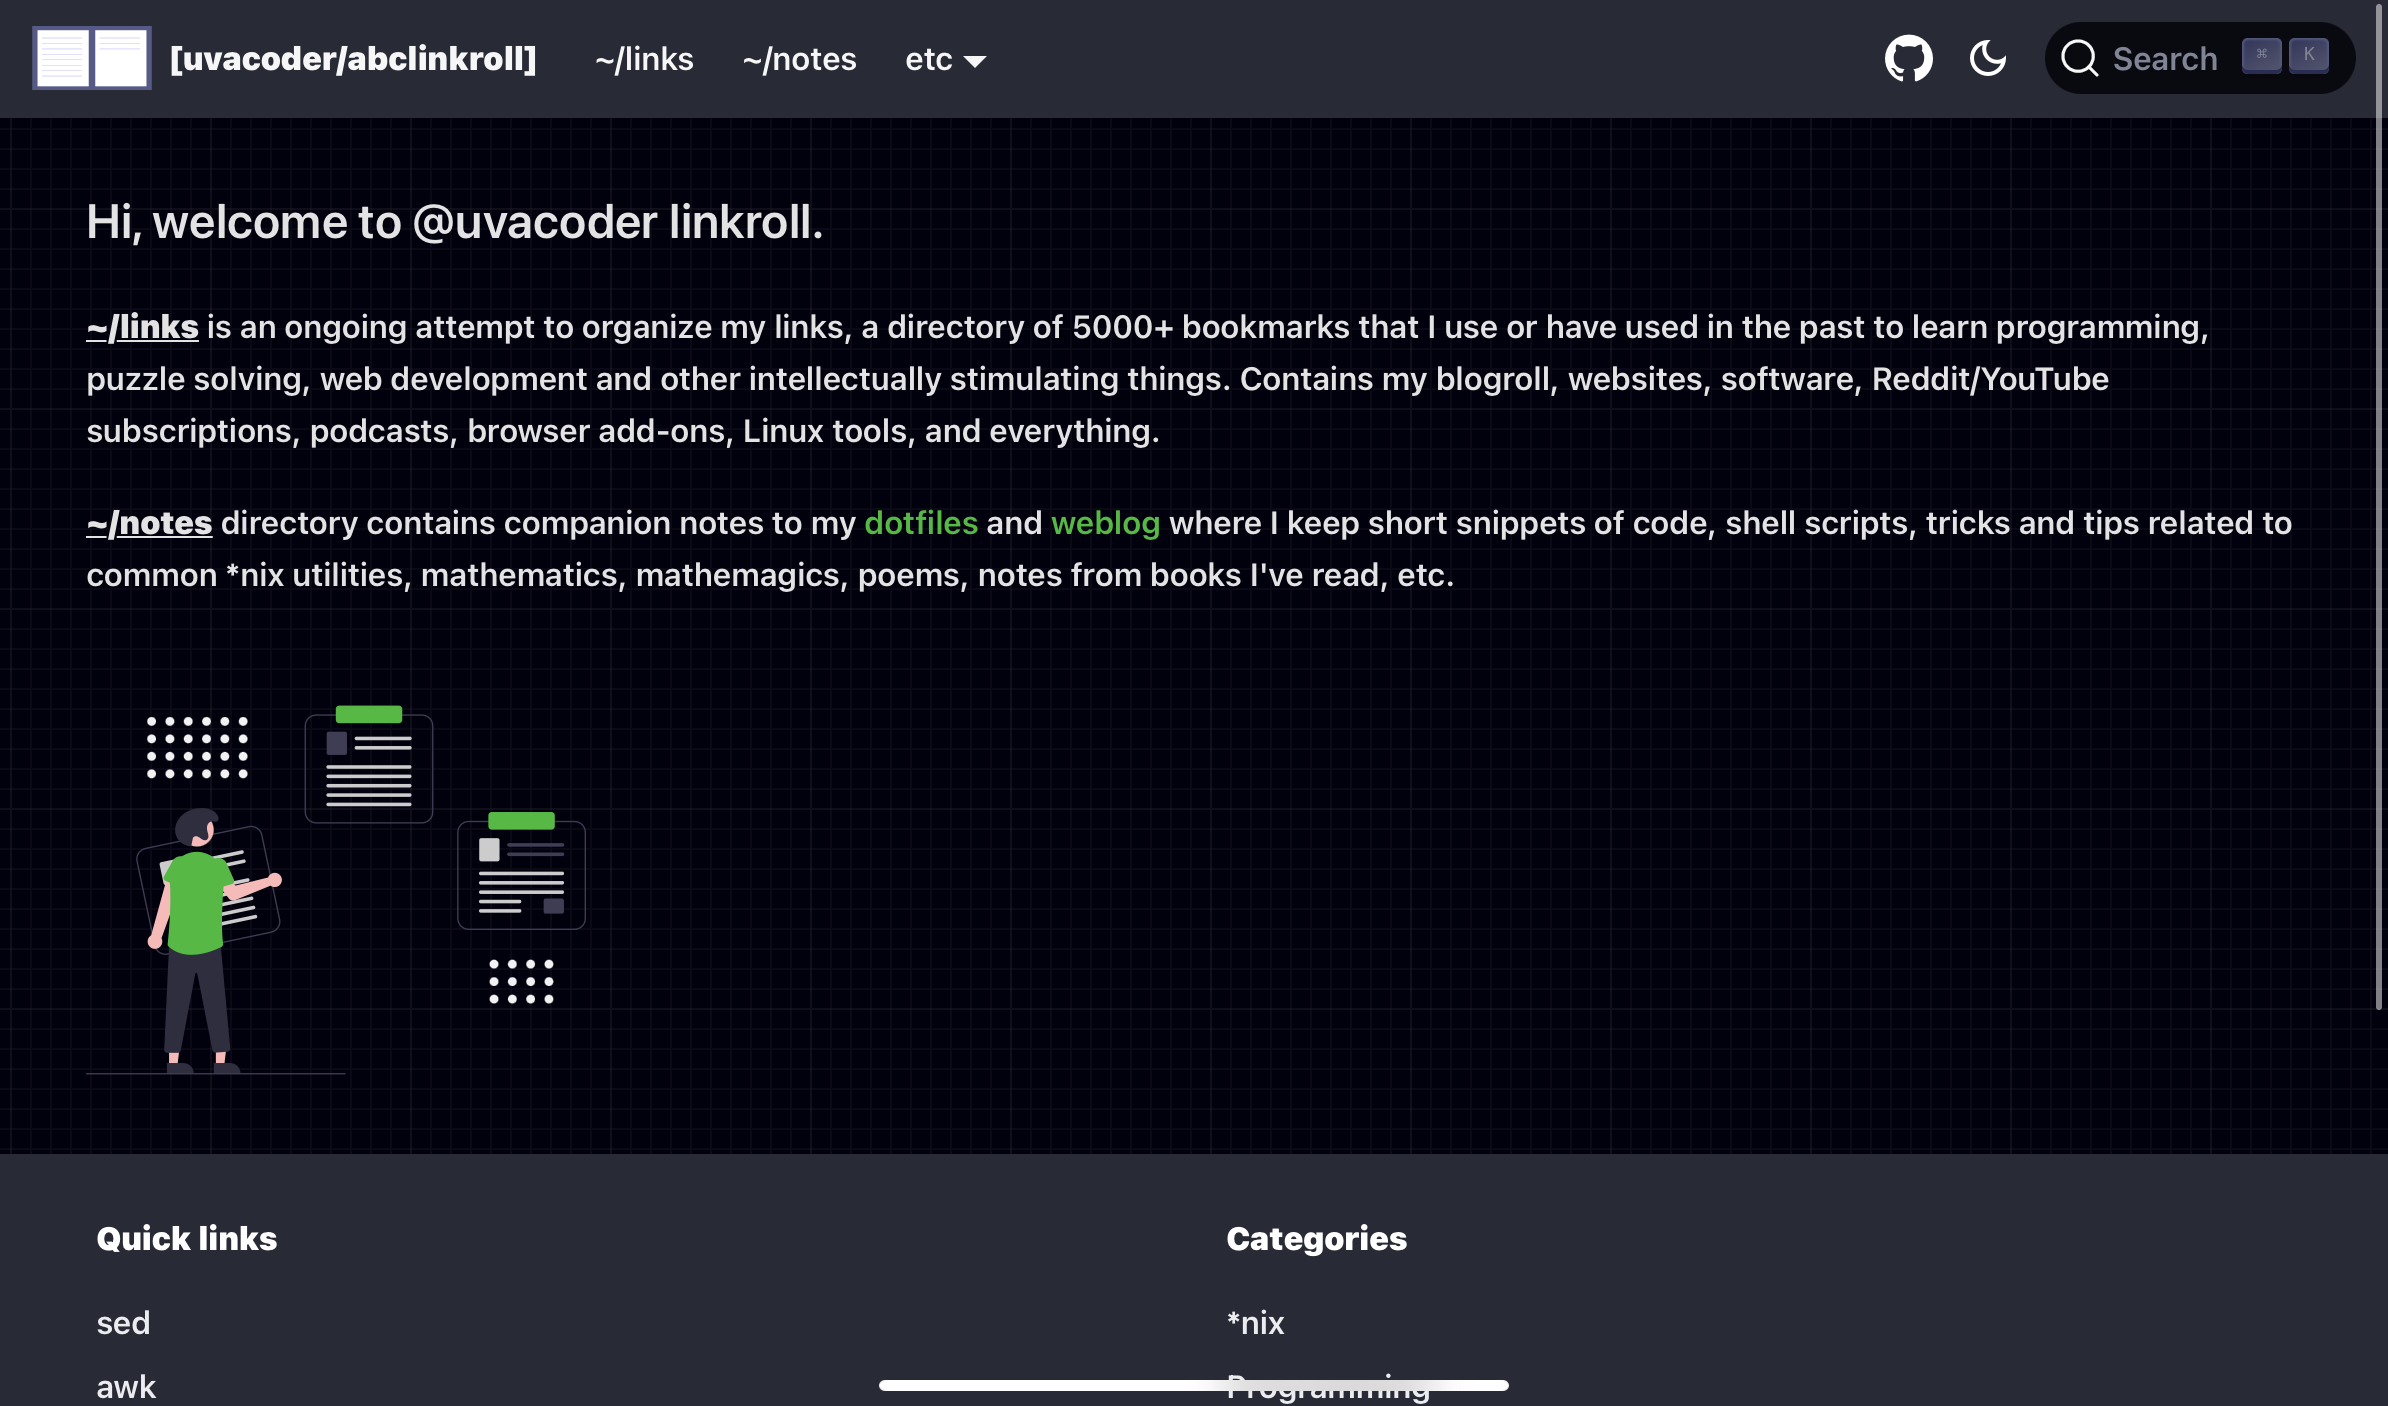 [uvacoder/abclinkroll] ~/links ~/notes etc Search ⌘ K
Hi, welcome to @uvacoder linkroll.
~/links is an ongoing attempt to organize my links, a directory of 5000+ bookmarks that I use or have used in the past to learn programming,
puzzle solving, web development and other intellectually stimulating things. Contains my blogroll, websites, software, Reddit/YouTube
subscriptions, podcasts, browser add-ons, Linux tools, and everything.
~/notes directory contains companion notes to my dotfiles and weblog where I keep short snippets of code, shell scripts, tricks and tips related to
common *nix utilities, mathematics, mathemagics, poems, notes from books I've read, etc.
Quick links
sed
awk
Categories
*nix
Programming